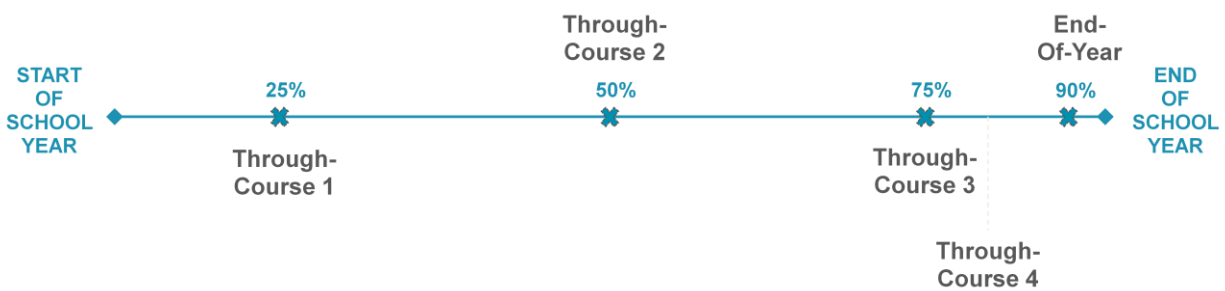 START
OF
SCHOOL
YEAR
25%
Through-
Course 1
Through-
Course 2
50%
75%
Through-
Course 3
Through-
Course 4
End-
Of-Year
90%
END
OF
SCHOOL
YEAR